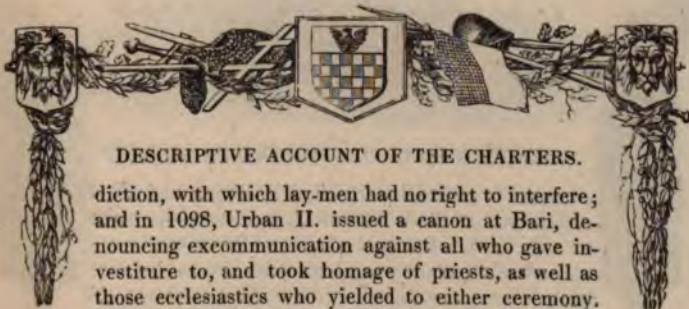 DESCRIPTIVE ACCOUNT OF THE CHARTERS.
diction, with which lay-men had no right to interfere;
and in 1098, Urban II. issued a canon at Bari, de-
nouncing excommunication against all who gave in-
vestiture to, and took homage of priests, as well as
those ecclesiastics who yielded to either ceremony.